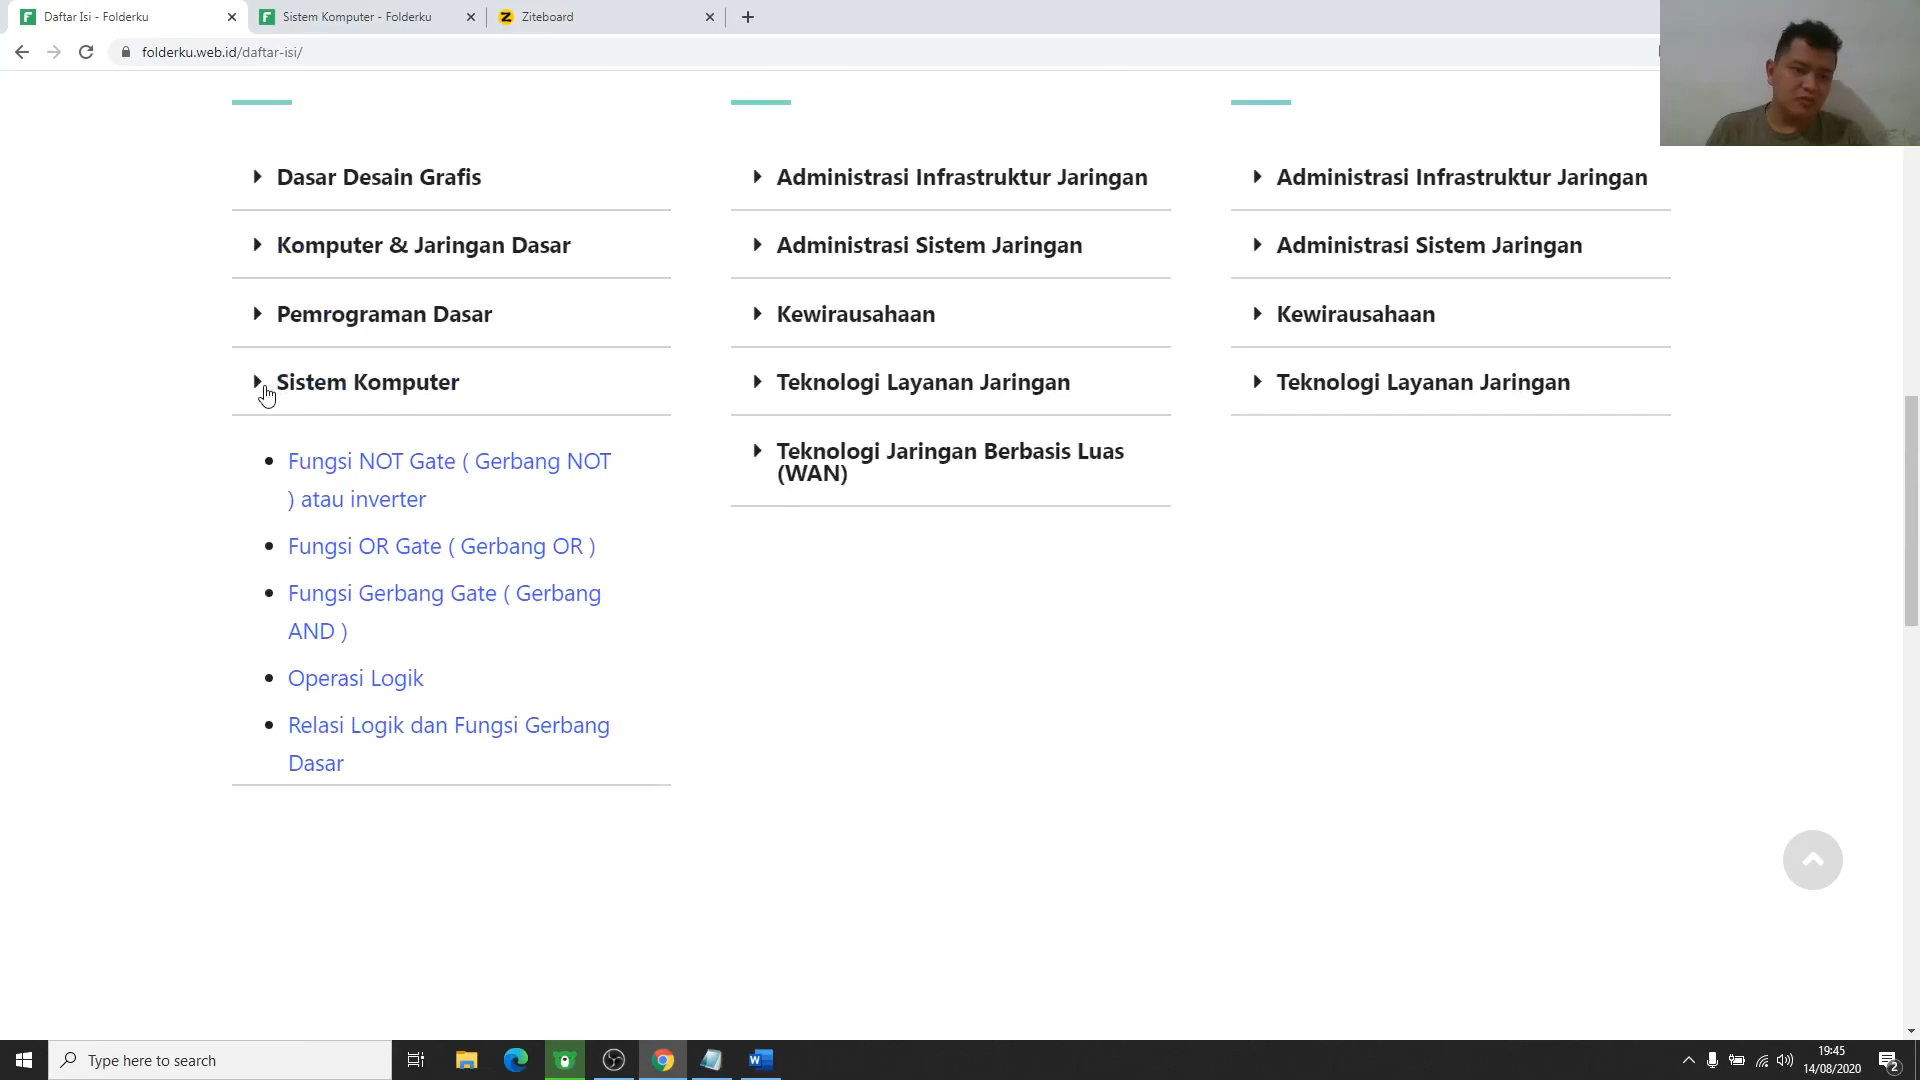 Daftar Isi - Folderku
Sistem Komputer - Folderku
Ziteboard
folderku.web.id/daftar-isi/
Dasar Desain Grafis
Komputer & Jaringan Dasar
Pemrograman Dasar
Sistem Komputer
Fungsi NOT Gate ( Gerbang NOT
) atau inverter
Fungsi OR Gate ( Gerbang OR )
Fungsi Gerbang Gate ( Gerbang
AND )
Operasi Logik
Relasi Logik dan Fungsi Gerbang
Dasar
Administrasi Infrastruktur Jaringan
Administrasi Sistem Jaringan
Kewirausahaan
Teknologi Layanan Jaringan
Teknologi Jaringan Berbasis Luas
(WAN)
Administrasi Infrastruktur Jaringan
Administrasi Sistem Jaringan
Kewirausahaan
Teknologi Layanan Jaringan
Type here to search
19:45
14/08/2020
2